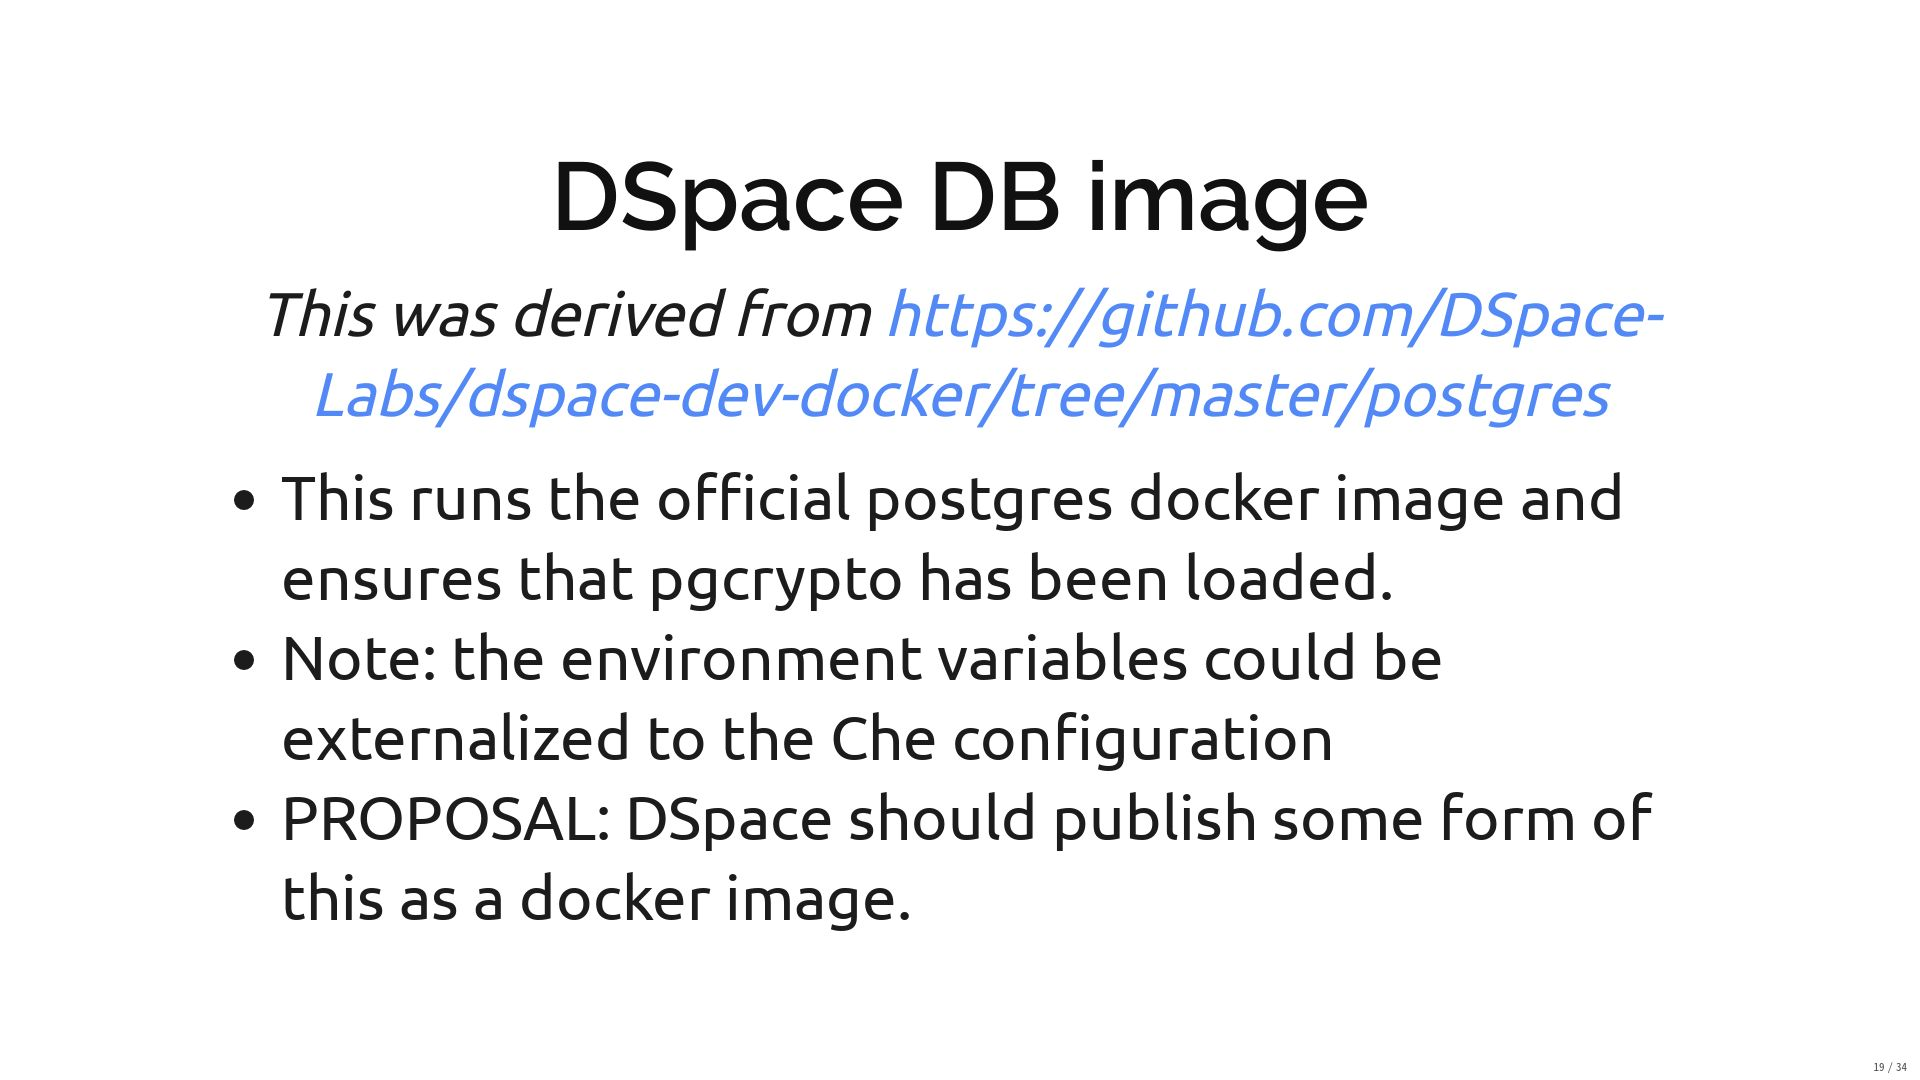 DSpace DB image
This was derived from https://github.com/DSpace-
Labs/dspace-dev-docker/tree/master/postgres
• This runs the official postgres docker image and
ensures that pgcrypto has been loaded.
• Note: the environment variables could be
externalized to the Che configuration
• PROPOSAL: DSpace should publish some form of
this as a docker image.
19 / 34